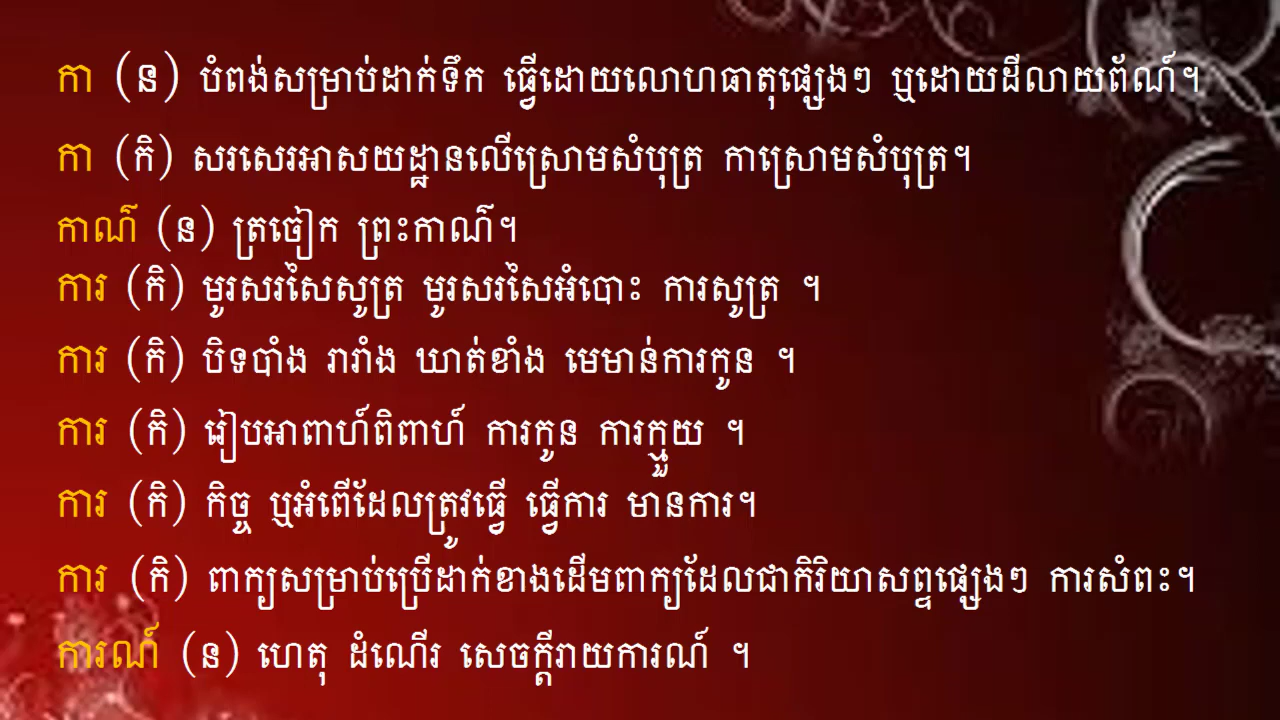 កា (ន) បំពង់សម្រាប់ដាក់ទឹក ធ្វើដោយលោហធាតុផ្សេងៗ ឬដោយដីលាយព័ណ៍។
កា (កិ) សរសេរអាសយដ្ឋានលើស្រោមសំបុត្រ កាស្រោមសំបុត្រ។
កាណ៌ (ន) ត្រចៀក ព្រះកាណ៌។
ការ (កិ) មូរសរសៃសូត្រ មូរសរសៃអំបោះ ការសូត្រ ។
ការ (កិ) បិទបាំង រារាំង ឃាត់ខាំង មេមាន់ការកូន ។
ការ (កិ) រៀបអាពាហ៍ពិពាហ៍ ការកូន ការក្មួយ ។
ការ (កិ) កិច្ច ឬអំពើដែលត្រូវធ្វើ ធ្វើការ មានការ។
ការ (កិ) ពាក្យសម្រាប់ប្រើដាក់ខាងដើមពាក្យដែលជាកិរិយាសព្ទផ្សេងៗ ការសំពះ។
ការណ៍ (ន) ហេតុ ដំណើរ សេចក្ដីរាយការណ៍ ។